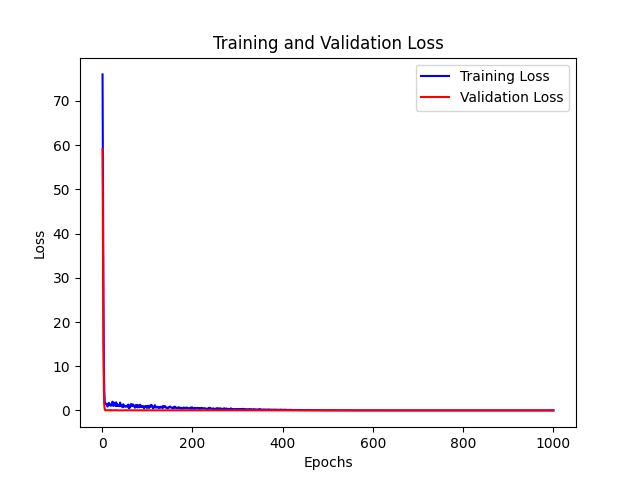 Training and Validation Loss
Training Loss
Validation Loss
70
60
50
40
30
20
10
0
Loss
0 200 400 600 800 1000
Epochs